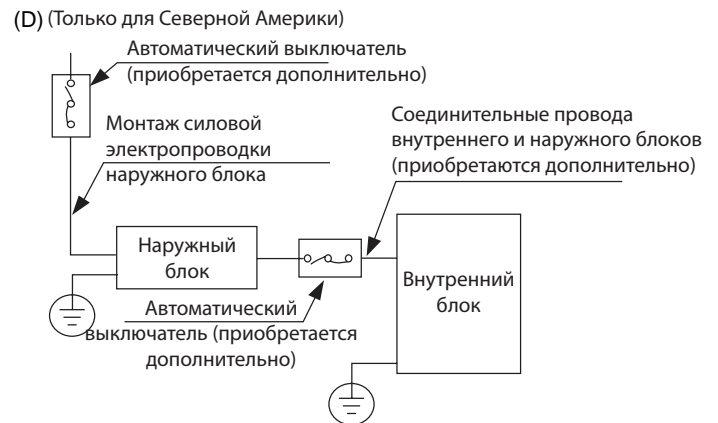 (D) (Только для Северной Америки)
Автоматический выключатель
(приобретается дополнительно)
Монтаж силовой
электропроводки
наружного блока
Соединительные провода
внутреннего и наружного блоков
(приобретаются дополнительно)
Наружный
блок
Внутренний
блок
Автоматический
выключатель (приобретается
дополнительно)